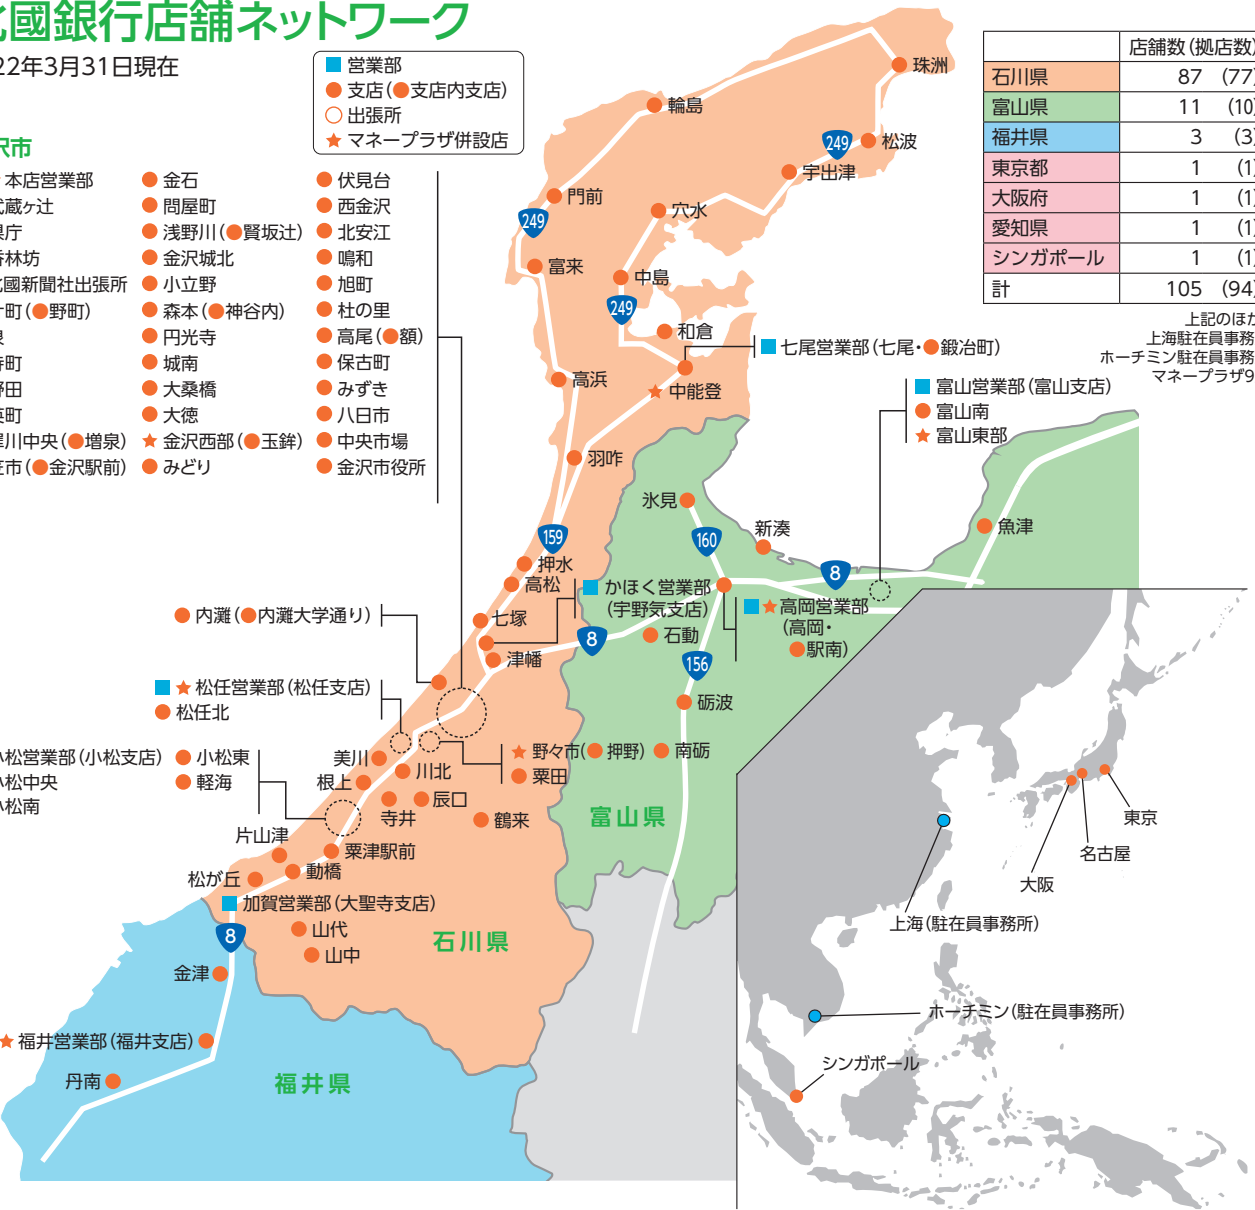 北國銀行店舗ネットワーク
22年3月31日現在
営業部
支店(●支店内支店)
出張所
マネープラザ併設店
店舗数(拠点数)
石川県 87 (77)
富山県 11 (10)
福井県 3 (3)
東京都 1 (1)
大阪府 1 (1)
愛知県 1 (1)
シンガポール 1 (1)
計 105 (94)
上記のほか
上海駐在員事務
ホーチミン駐在員事務
マネープラザ9
沢市
本店営業部
武蔵ヶ辻
県庁
香林坊
北國新聞社出張所
町(●野町)
泉
寺町
野田
英町
犀川中央(●増泉)
市(●金沢駅前)
金石
問屋町
浅野川(●賢坂辻)
金沢城北
小立野
森本(●神谷内)
円光寺
城南
大桑橋
大徳
金沢西部(●玉鉾)
みどり
伏見台
西金沢
北安江
鳴和
旭町
杜の里
高尾(●額)
保古町
みずき
八日市
中央市場
金沢市役所
珠洲
輪島
249
松波
宇出津
門前
穴水
249
富来
中島
249
和倉
七尾営業部(七尾・●鍛冶町)
高浜
中能登
富山営業部(富山支店)
富山南
富山東部
羽咋
氷見
159
160
新湊
魚津
押水
高松
8
かほく営業部
(宇野気支店)
高岡営業部
(高岡・
●駅南)
内灘(●内灘大学通り)
七塚
8
石動
津幡
156
松任営業部(松任支店)
松任北
砺波
小松営業部(小松支店)
小松中央
小松南
小松東
軽海
美川
根上
川北
野々市(●押野)
粟田
南砺
寺井
辰口
鶴来
富山県
片山津
粟津駅前
動橋
松が丘
加賀営業部(大聖寺支店)
8
山代
山中
石川県
金津
福井営業部(福井支店)
丹南
福井県
東京
名古屋
大阪
上海(駐在員事務所)
ホーチミン(駐在員事務所)
シンガポール